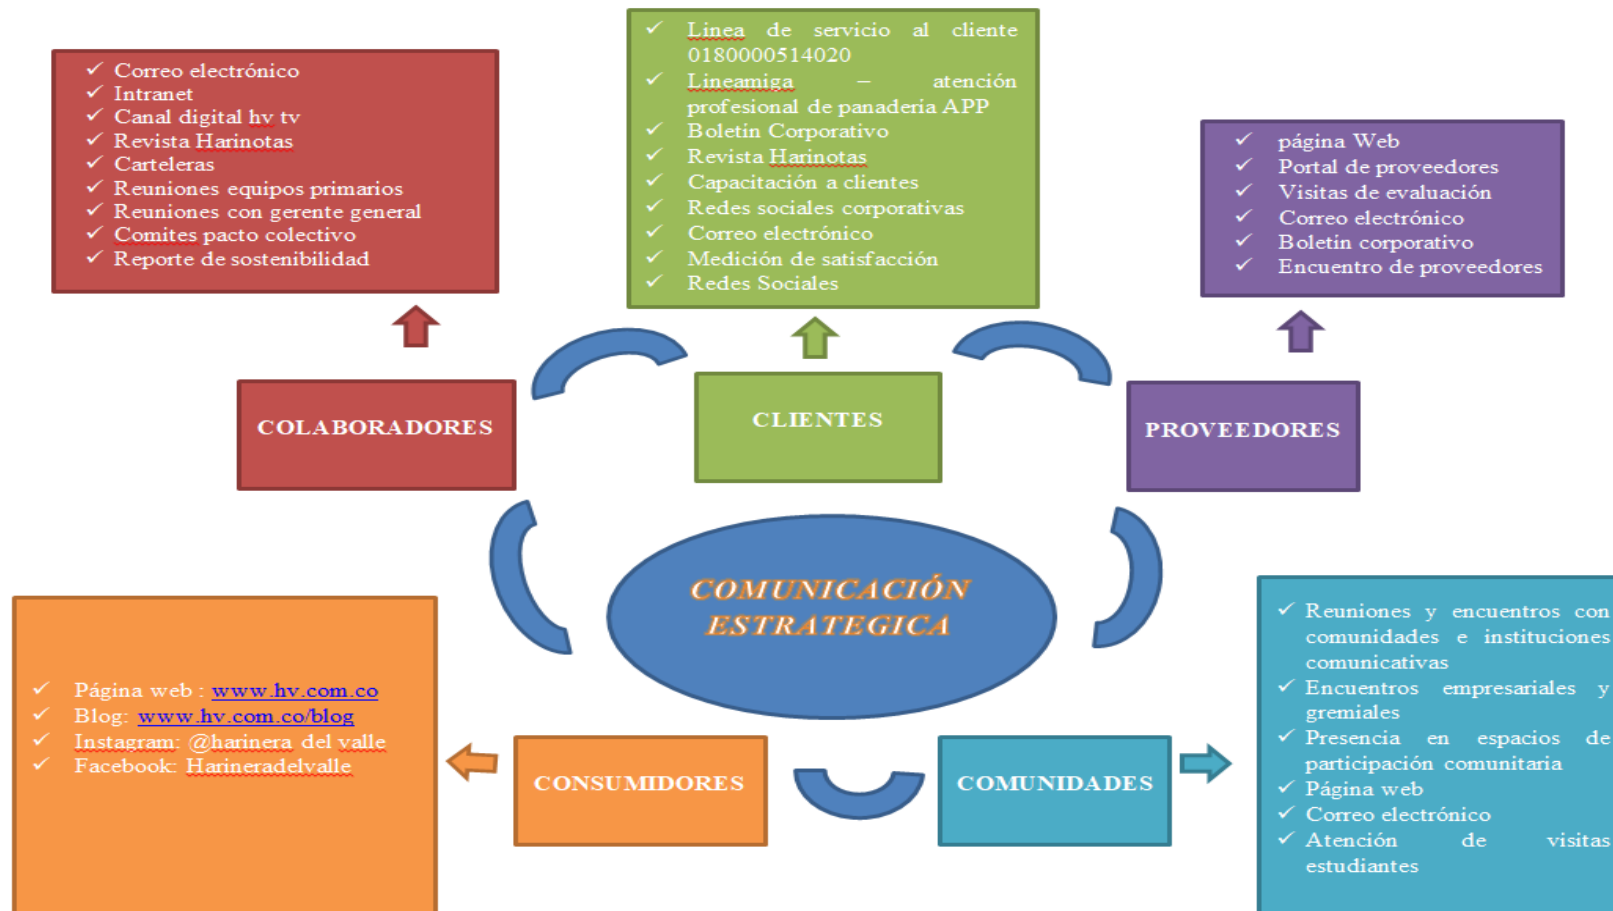 Correo electrónico
Intranet
Canal digital hv tv
Revista Harinotas
Carteleras
Reuniones equipos primarios
Reuniones con gerente general
Comites pacto colectivo
Reporte de sostenibilidad
Linea de servicio al cliente
0180000514020
Lineamiga – atención
profesional de panaderia APP
Boletín Corporativo
Revista Harinotas
Capacitación a clientes
Redes sociales corporativas
Correo electrónico
Medición de satisfacción
Redes Sociales
página Web
Portal de proveedores
Visitas de evaluación
Correo electrónico
Boletín corporativo
Encuentro de proveedores
COLABORADORES
CLIENTES
PROVEEDORES
COMUNICACIÓN
ESTRATEGICA
Página web : www.hv.com.co
Blog: www.hv.com.co/blog
Instagram: @harinera del valle
Facebook: Harineradelvalle
CONSUMIDORES
COMUNIDADES
Reuniones y encuentros con
comunidades e instituciones
comunicativas
Encuentros empresariales y
gremiales
Presencia en espacios de
participación comunitaria
Página web
Correo electrónico
Atención de visitas
estudiantes